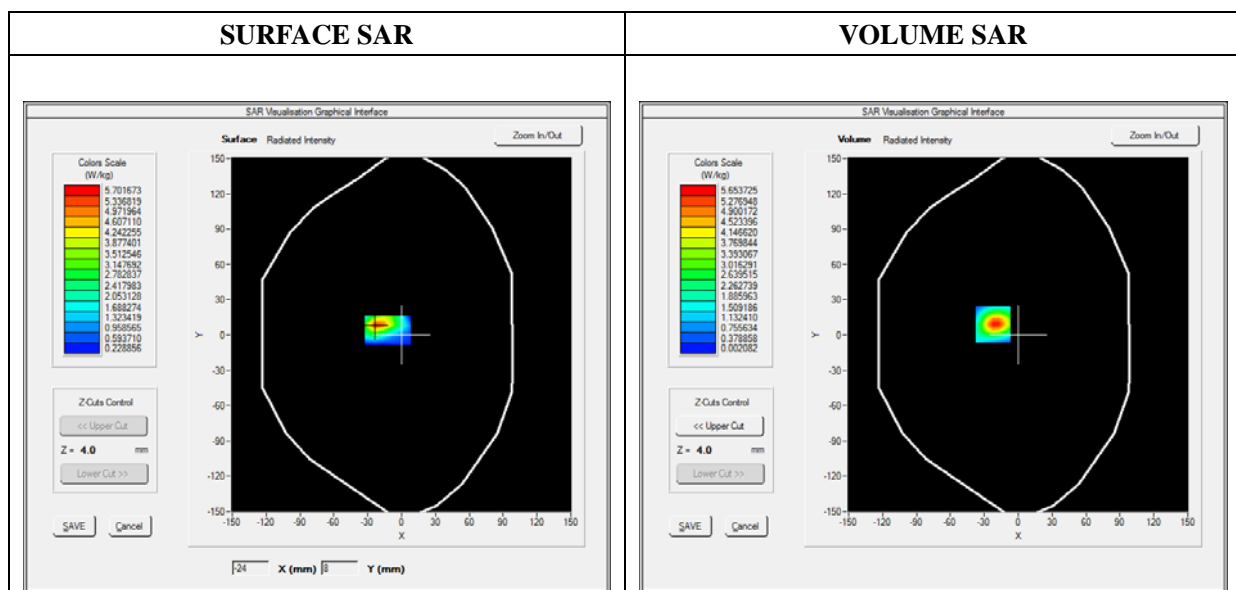 SURFACE SAR
VOLUME SAR
SAR Visualisation Graphical Interface
Surface Radiated Intensity
Zoom In/Out
Colors Scale
(W/kg)
5.701673
5.336819
4.971964
4.607110
4.242255
3.877401
3.512546
3.147692
2.782837
2.417983
2.053128
1.688274
1.323419
0.958565
0.593710
0.228856
Z-Cuts Control
<< Upper Cut
Z = 4.0 mm
Lower Cut >>
SAVE Cancel
150
120
90
60
30
0
-30
-60
-90
-120
-150
Y
-150 -120 -90 -60 -30 0 30 60 90 120 150
X
-24 X (mm) 8 Y (mm)
SAR Visualisation Graphical Interface
Volume Radiated Intensity
Zoom In/Out
Colors Scale
(W/kg)
5.653725
5.276948
4.900172
4.523396
4.146620
3.769844
3.393067
3.016291
2.639515
2.262739
1.885963
1.509186
1.132410
0.755634
0.378858
0.002082
Z-Cuts Control
<< Upper Cut
Z = 4.0 mm
Lower Cut >>
SAVE Cancel
150
120
90
60
30
0
-30
-60
-90
-120
-150
Y
-150 -120 -90 -60 -30 0 30 60 90 120 150
X